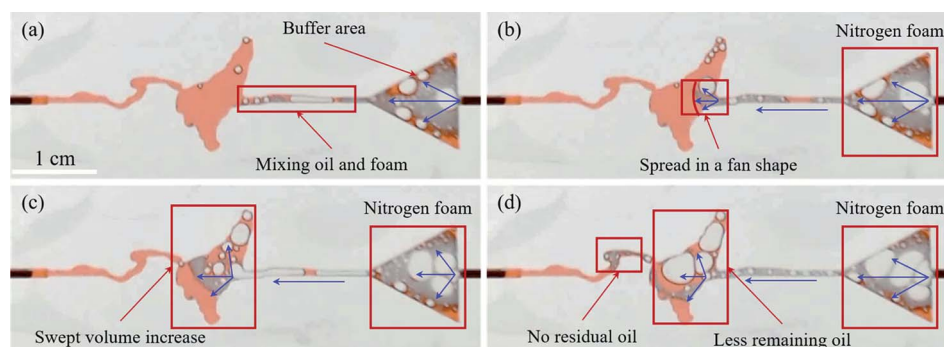 (a)
Buffer area
Mixing oil and foam
1 cm
(b)
Nitrogen foam
Spread in a fan shape
(c)
Nitrogen foam
Swept volume increase
(d)
Nitrogen foam
No residual oil
Less remaining oil